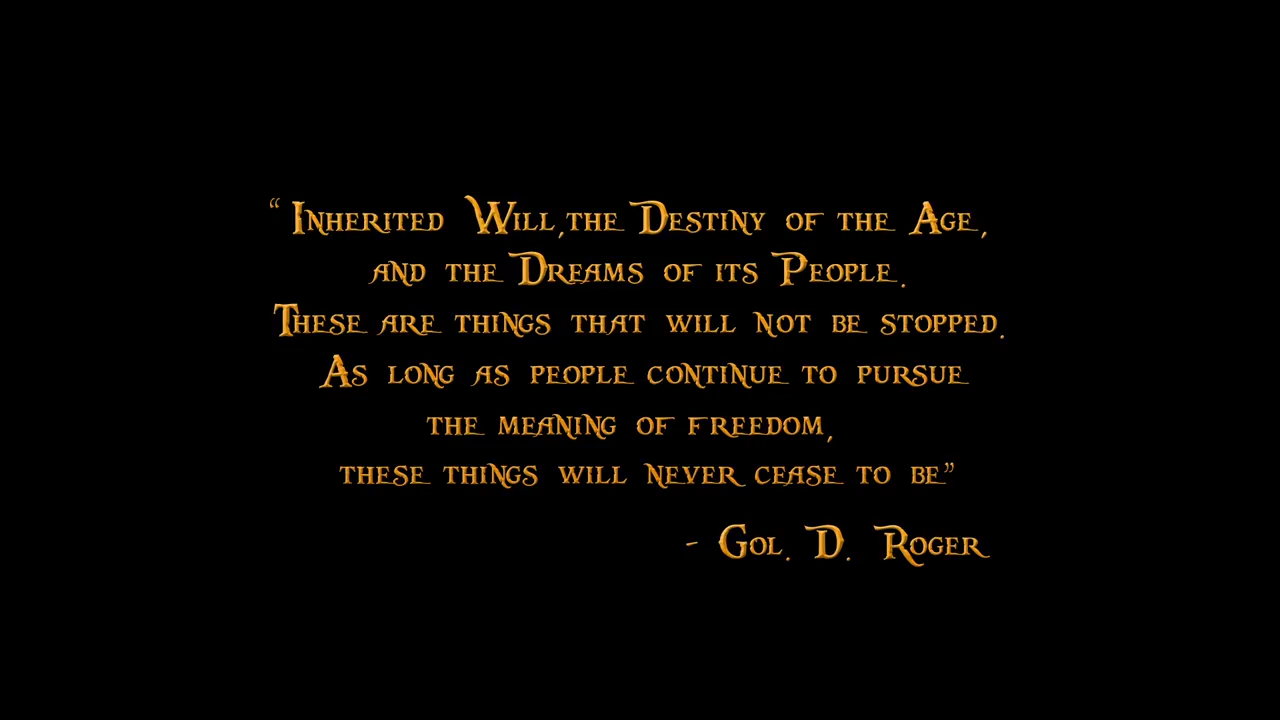 “ Inherited Will,the Destiny of the Age,
and the Dreams of its People.
These are things that will not be stopped.
As long as people continue to pursue
the meaning of freedom,
these things will never cease to be”
- Gol. D. Roger